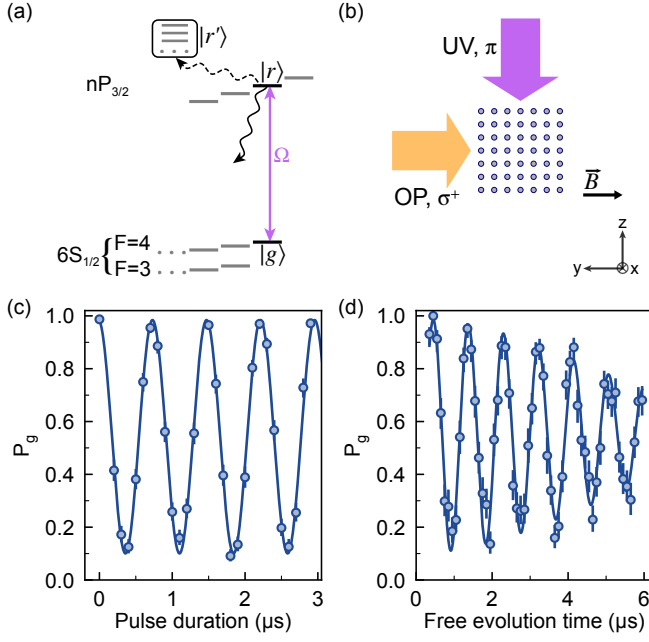 (a)
|r'⟩
|r⟩
nP3/2
Ω
6S1/2 { F=4
F=3
|g⟩
(b)
UV, π
OP, σ+
B
z
y
x
(c)
1.0
0.8
0.6
0.4
0.2
0.0
Pg
0
1
2
3
Pulse duration (µs)
(d)
1.0
0.8
0.6
0.4
0.2
0.0
Pg
0
2
4
6
Free evolution time (µs)